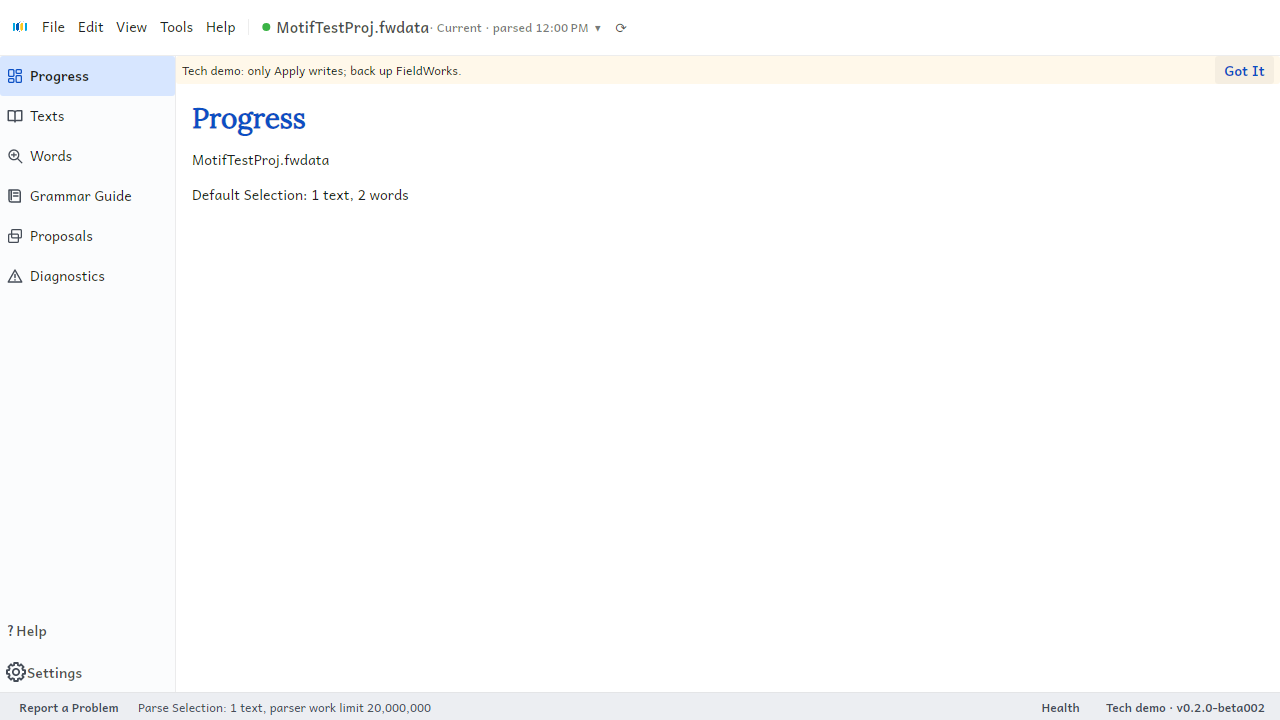 File Edit View Tools Help MotifTestProj.fwdata · Current · parsed 12:00 PM ▾ ⟳
Tech demo: only Apply writes; back up FieldWorks. Got It
Progress
Texts
Words
Grammar Guide
Proposals
Diagnostics
Progress
MotifTestProj.fwdata
Default Selection: 1 text, 2 words
? Help
Settings
Report a Problem Parse Selection: 1 text, parser work limit 20,000,000 Health Tech demo · v0.2.0-beta002